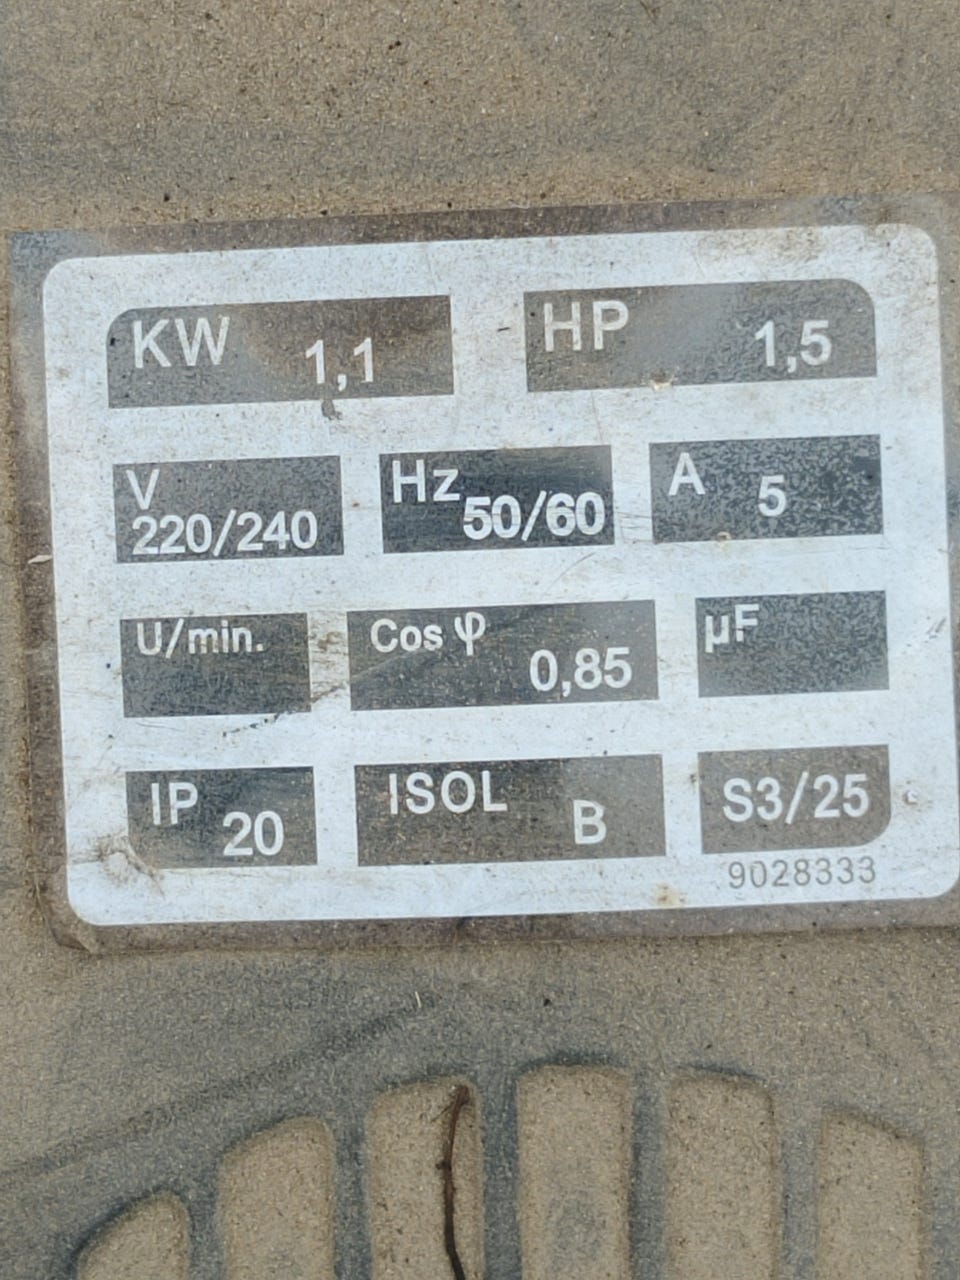 KW 1,1 HP 1,5
V 220/240 Hz 50/60 A 5
U/min. Cos φ 0,85 µF
IP 20 ISOL B S3/25
9028333